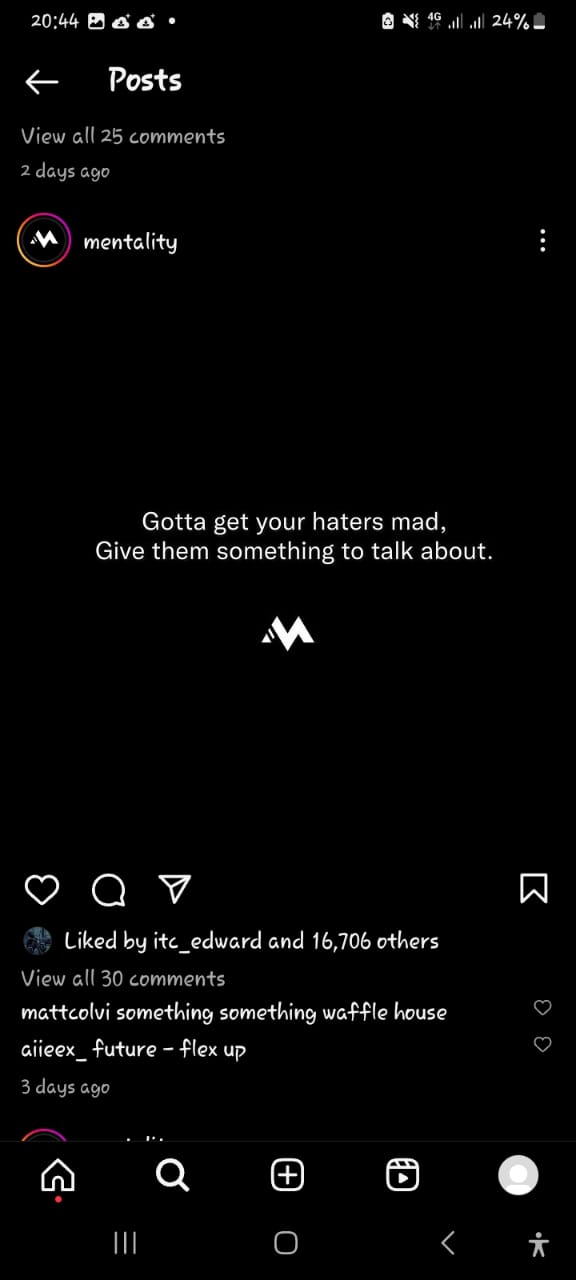 20:44
4G
24%
Posts
View all 25 comments
2 days ago
mentality
Gotta get your haters mad,
Give them something to talk about.
Liked by itc_edward and 16,706 others
View all 30 comments
mattcolvi something something waffle house
aiieex_ future - flex up
3 days ago